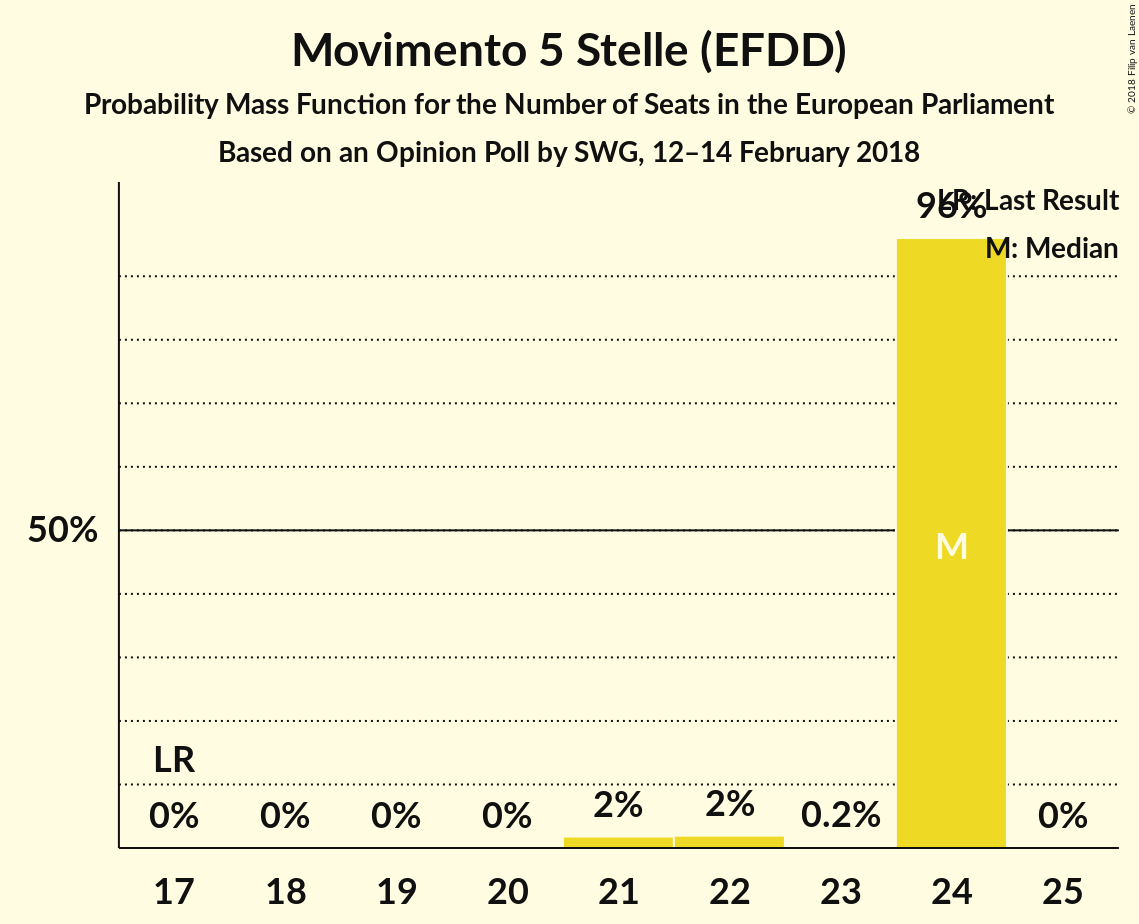 Movimento 5 Stelle (EFDD)
Probability Mass Function for the Number of Seats in the European Parliament
Based on an Opinion Poll by SWG, 12–14 February 2018
© 2018 Filip van Laenen
LR: Last Result
M: Median
96%
50%
M
LR
0% 0% 0% 0% 2% 2% 0.2% 0%
17 18 19 20 21 22 23 24 25